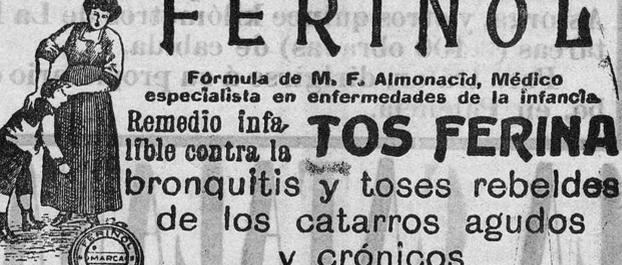 FERINOL
Fórmula de M. F. Almonacid, Médico
especialista en enfermedades de la infancia
Remedio infa-
lible contra la TOS FERINA
bronquitis y toses rebeldes
de los catarros agudos
y crónicos
FERINOL
MARCA